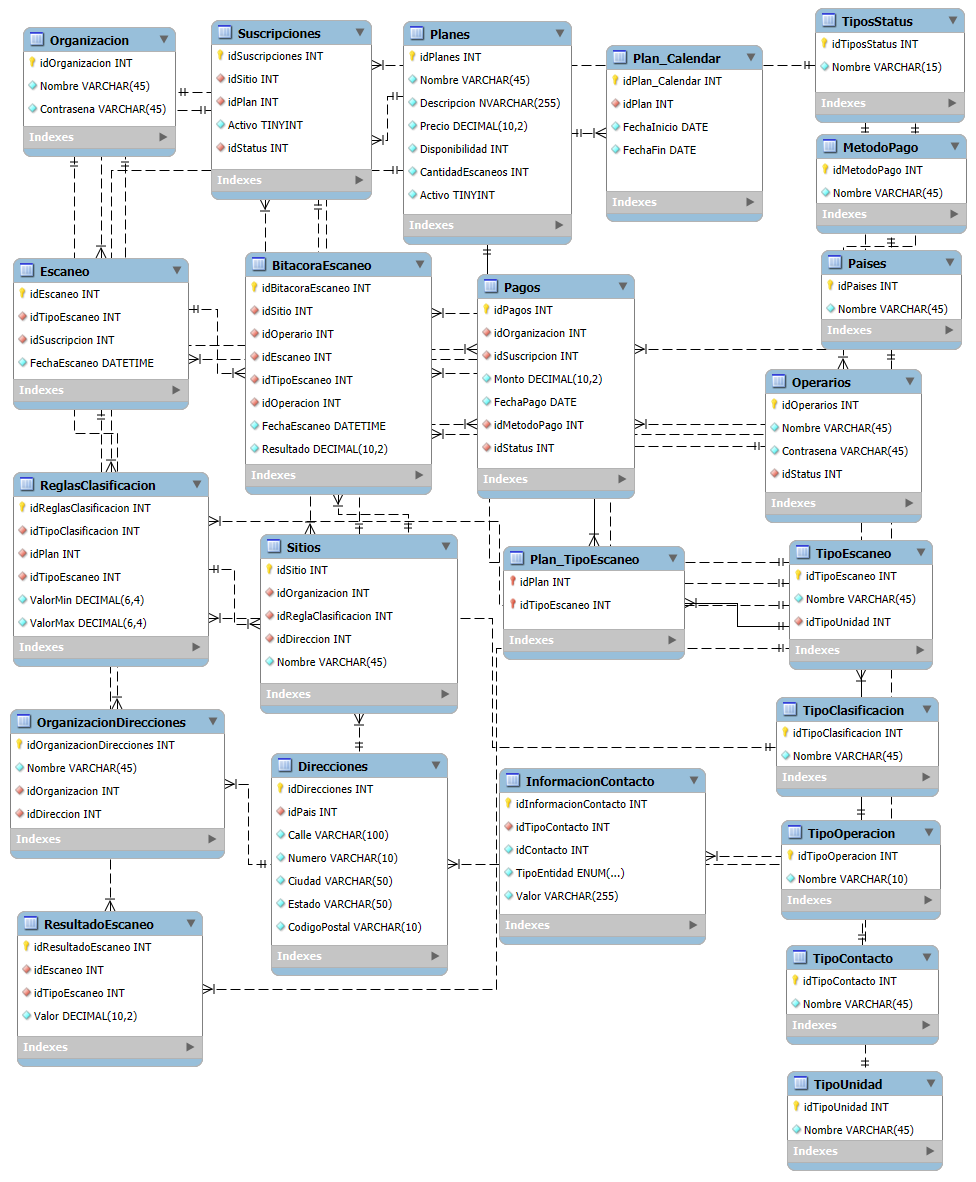 Organizacion
idOrganizacion INT
Nombre VARCHAR(45)
Contrasena VARCHAR(45)
Indexes
Suscripciones
idSuscripciones INT
idSitio INT
idPlan INT
Activo TINYINT
idStatus INT
Indexes
Planes
idPlanes INT
Nombre VARCHAR(45)
Descripcion NVARCHAR(255)
Precio DECIMAL(10,2)
Disponibilidad INT
CantidadEscaneos INT
Activo TINYINT
Indexes
Plan_Calendar
idPlan_Calendar INT
idPlan INT
FechaInicio DATE
FechaFin DATE
Indexes
TiposStatus
idTiposStatus INT
Nombre VARCHAR(15)
Indexes
MetodoPago
idMetodoPago INT
Nombre VARCHAR(45)
Indexes
Escaneo
idEscaneo INT
idTipoEscaneo INT
idSuscripcion INT
FechaEscaneo DATETIME
Indexes
BitacoraEscaneo
idBitacoraEscaneo INT
idSitio INT
idOperario INT
idEscaneo INT
idTipoEscaneo INT
idOperacion INT
FechaEscaneo DATETIME
Resultado DECIMAL(10,2)
Indexes
Pagos
idPagos INT
idOrganizacion INT
idSuscripcion INT
Monto DECIMAL(10,2)
FechaPago DATE
idMetodoPago INT
idStatus INT
Indexes
Paises
idPaises INT
Nombre VARCHAR(45)
Indexes
Operarios
idOperarios INT
Nombre VARCHAR(45)
Contrasena VARCHAR(45)
idStatus INT
Indexes
ReglasClasificacion
idReglasClasificacion INT
idTipoClasificacion INT
idPlan INT
idTipoEscaneo INT
ValorMin DECIMAL(6,4)
ValorMax DECIMAL(6,4)
Indexes
Sitios
idSitio INT
idOrganizacion INT
idReglaClasificacion INT
idDireccion INT
Nombre VARCHAR(45)
Indexes
Plan_TipoEscaneo
idPlan INT
idTipoEscaneo INT
Indexes
TipoEscaneo
idTipoEscaneo INT
Nombre VARCHAR(45)
idTipoUnidad INT
Indexes
OrganizacionDirecciones
idOrganizacionDirecciones INT
Nombre VARCHAR(45)
idOrganizacion INT
idDireccion INT
Indexes
Direcciones
idDirecciones INT
idPais INT
Calle VARCHAR(100)
Numero VARCHAR(10)
Ciudad VARCHAR(50)
Estado VARCHAR(50)
CodigoPostal VARCHAR(10)
Indexes
InformacionContacto
idInformacionContacto INT
idTipoContacto INT
idContacto INT
TipoEntidad ENUM(...)
Valor VARCHAR(255)
Indexes
TipoClasificacion
idTipoClasificacion INT
Nombre VARCHAR(45)
Indexes
TipoOperacion
idTipoOperacion INT
Nombre VARCHAR(10)
Indexes
ResultadoEscaneo
idResultadoEscaneo INT
idEscaneo INT
idTipoEscaneo INT
Valor DECIMAL(10,2)
Indexes
TipoContacto
idTipoContacto INT
Nombre VARCHAR(45)
Indexes
TipoUnidad
idTipoUnidad INT
Nombre VARCHAR(45)
Indexes